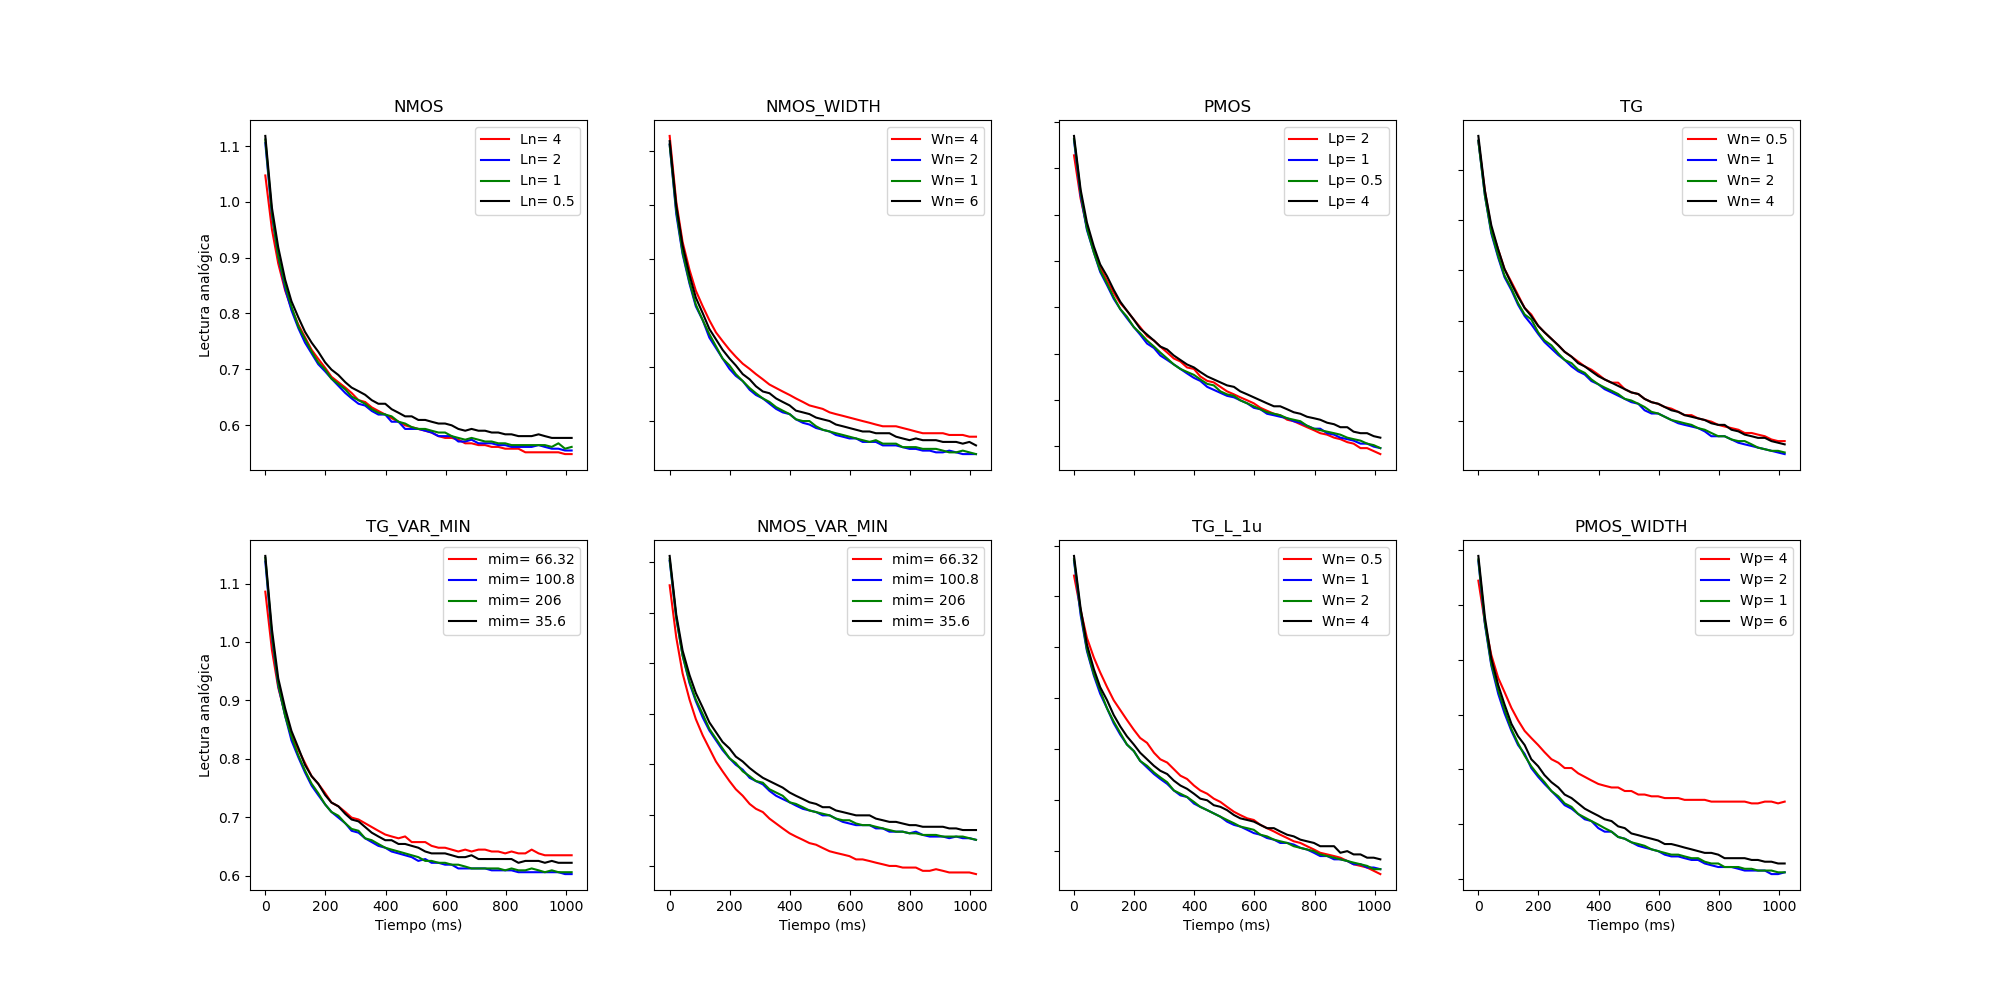 NMOS
Lectura analógica
1.1
1.0
0.9
0.8
0.7
0.6
Ln= 4
Ln= 2
Ln= 1
Ln= 0.5
NMOS_WIDTH
Wn= 4
Wn= 2
Wn= 1
Wn= 6
PMOS
Lp= 2
Lp= 1
Lp= 0.5
Lp= 4
TG
Wn= 0.5
Wn= 1
Wn= 2
Wn= 4
TG_VAR_MIN
Lectura analógica
1.1
1.0
0.9
0.8
0.7
0.6
mim= 66.32
mim= 100.8
mim= 206
mim= 35.6
0 200 400 600 800 1000
Tiempo (ms)
NMOS_VAR_MIN
mim= 66.32
mim= 100.8
mim= 206
mim= 35.6
0 200 400 600 800 1000
Tiempo (ms)
TG_L_1u
Wn= 0.5
Wn= 1
Wn= 2
Wn= 4
0 200 400 600 800 1000
Tiempo (ms)
PMOS_WIDTH
Wp= 4
Wp= 2
Wp= 1
Wp= 6
0 200 400 600 800 1000
Tiempo (ms)